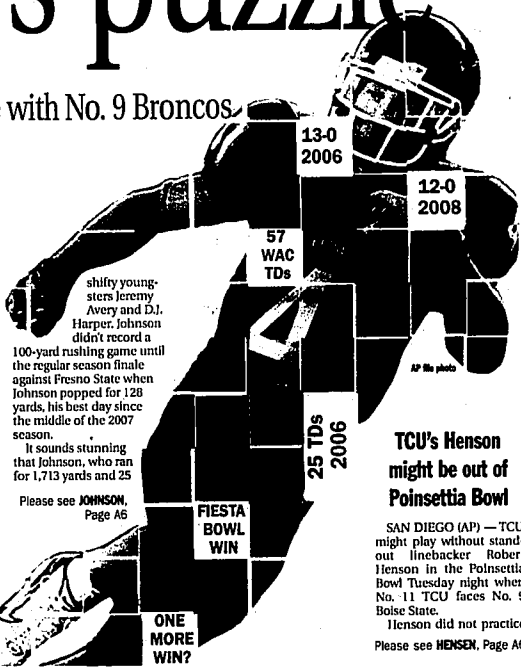 s puzzle
with No. 9 Broncos
13-0
2006
12-0
2008
57
WAC
TDs
shifty young-
sters Jeremy
Avery and D.J.
Harper. Johnson
didn't record a
100-yard rushing game until
the regular season finale
against Fresno State when
Johnson popped for 128
yards, his best day since
the middle of the 2007
season.
It sounds stunning
that Johnson, who ran
for 1,713 yards and 25
Please see JOHNSON,
Page A6
AP file photo
25 TDs
2006
FIESTA
BOWL
WIN
ONE
MORE
WIN?
TCU's Henson
might be out of
Poinsettia Bowl
SAN DIEGO (AP) — TCU
might play without stand-
out linebacker Rober
Henson in the Poinsettia
Bowl Tuesday night when
No. 11 TCU faces No. 9
Boise State.
Henson did not practice
Please see HENSEN, Page A6